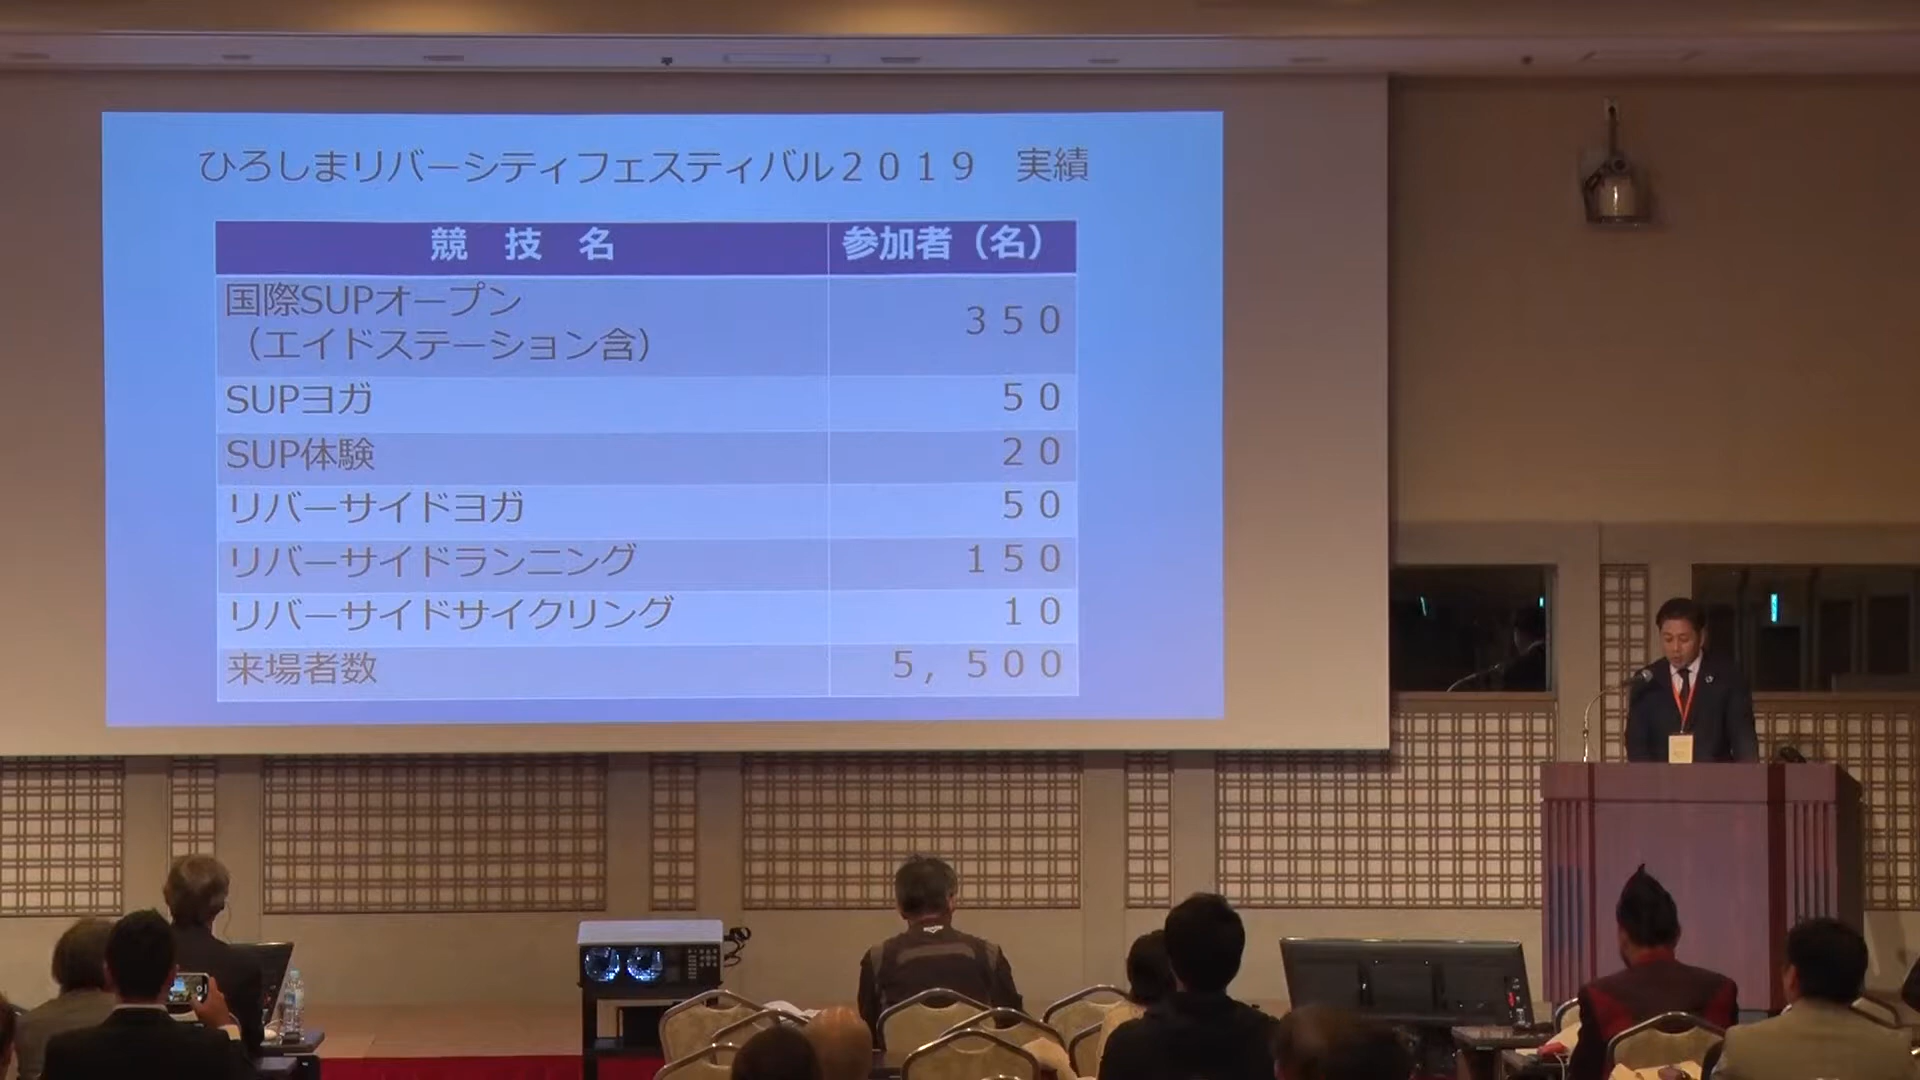 ひろしまリバーシティフェスティバル２０１９　実績
競　技　名　参加者（名）
国際SUPオープン
（エイドステーション含）　３５０
SUPヨガ　５０
SUP体験　２０
リバーサイドヨガ　５０
リバーサイドランニング　１５０
リバーサイドサイクリング　１０
来場者数　５，５００